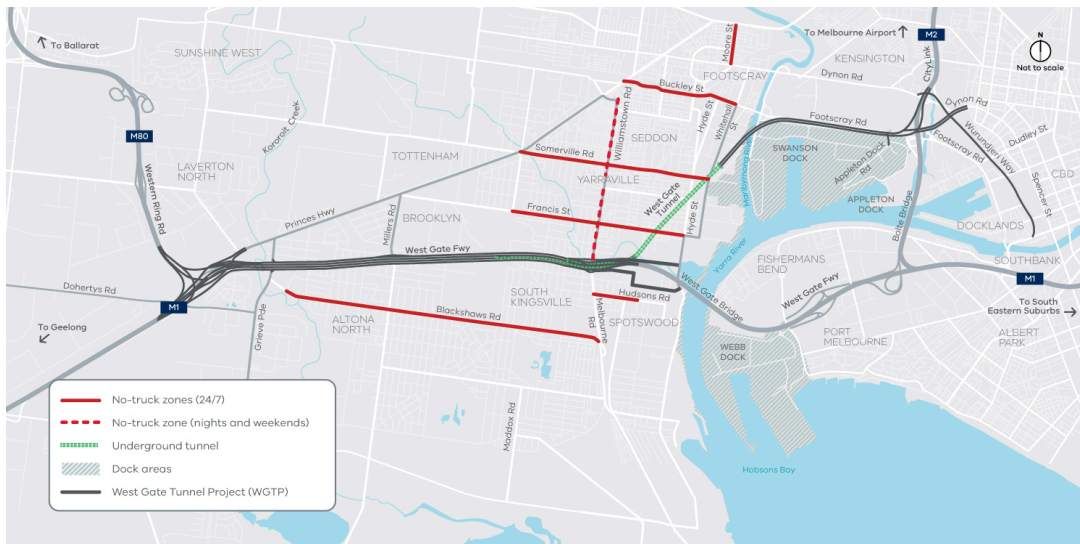 To Ballarat
SUNSHINE WEST
Kororoit Creek
M80
Western Ring Rd
LAVERTON
NORTH
TOTTENHAM
Princes Hwy
Millers Rd
BROOKLYN
West Gate Fwy
Dohertys Rd
M1
Grieve Pde
To Geelong
ALTONA
NORTH
Blackshaws Rd
SOUTH
KINGSVILLE
Melbourne
Rd
Hudsons Rd
SPOTSWOOD
Maddox Rd
Moore St
FOOTSCRAY
Buckley St
Williamstown Rd
Hyde St
Whitehall
St
SEDDON
Somerville Rd
YARRAVILLE
Francis St
West Gate
Tunnel
Hyde St
Maribyrnong River
Yarra River
West Gate Bridge
To Melbourne Airport
M2
CityLink
KENSINGTON
Dynon Rd
Footscray Rd
Dynon Rd
SWANSON
DOCK
Appleton Dock
Rd
Footscray Rd
Wurundjeri Way
Dudley St
CBD
Spencer St
APPLETON
DOCK
Bolte Bridge
DOCKLANDS
FISHERMANS
BEND
SOUTHBANK
M1
West Gate Fwy
To South
Eastern Suburbs
PORT
MELBOURNE
ALBERT
PARK
WEBB
DOCK
Hobsons Bay
N
Not to scale
No-truck zones (24/7)
No-truck zone (nights and weekends)
Underground tunnel
Dock areas
West Gate Tunnel Project (WGTP)